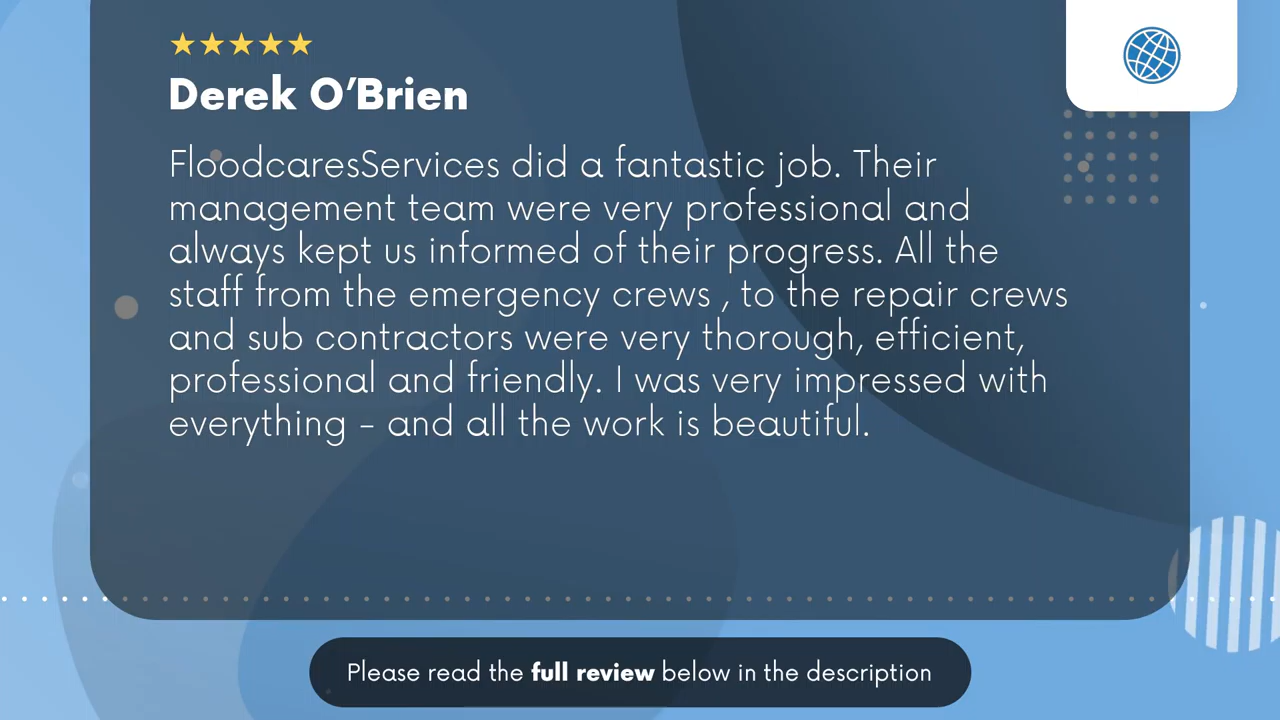 Derek O'Brien
FloodcaresServices did a fantastic job. Their
management team were very professional and
always kept us informed of their progress. All the
staff from the emergency crews , to the repair crews
and sub contractors were very thorough, efficient,
professional and friendly. I was very impressed with
everything – and all the work is beautiful.
Please read the full review below in the description